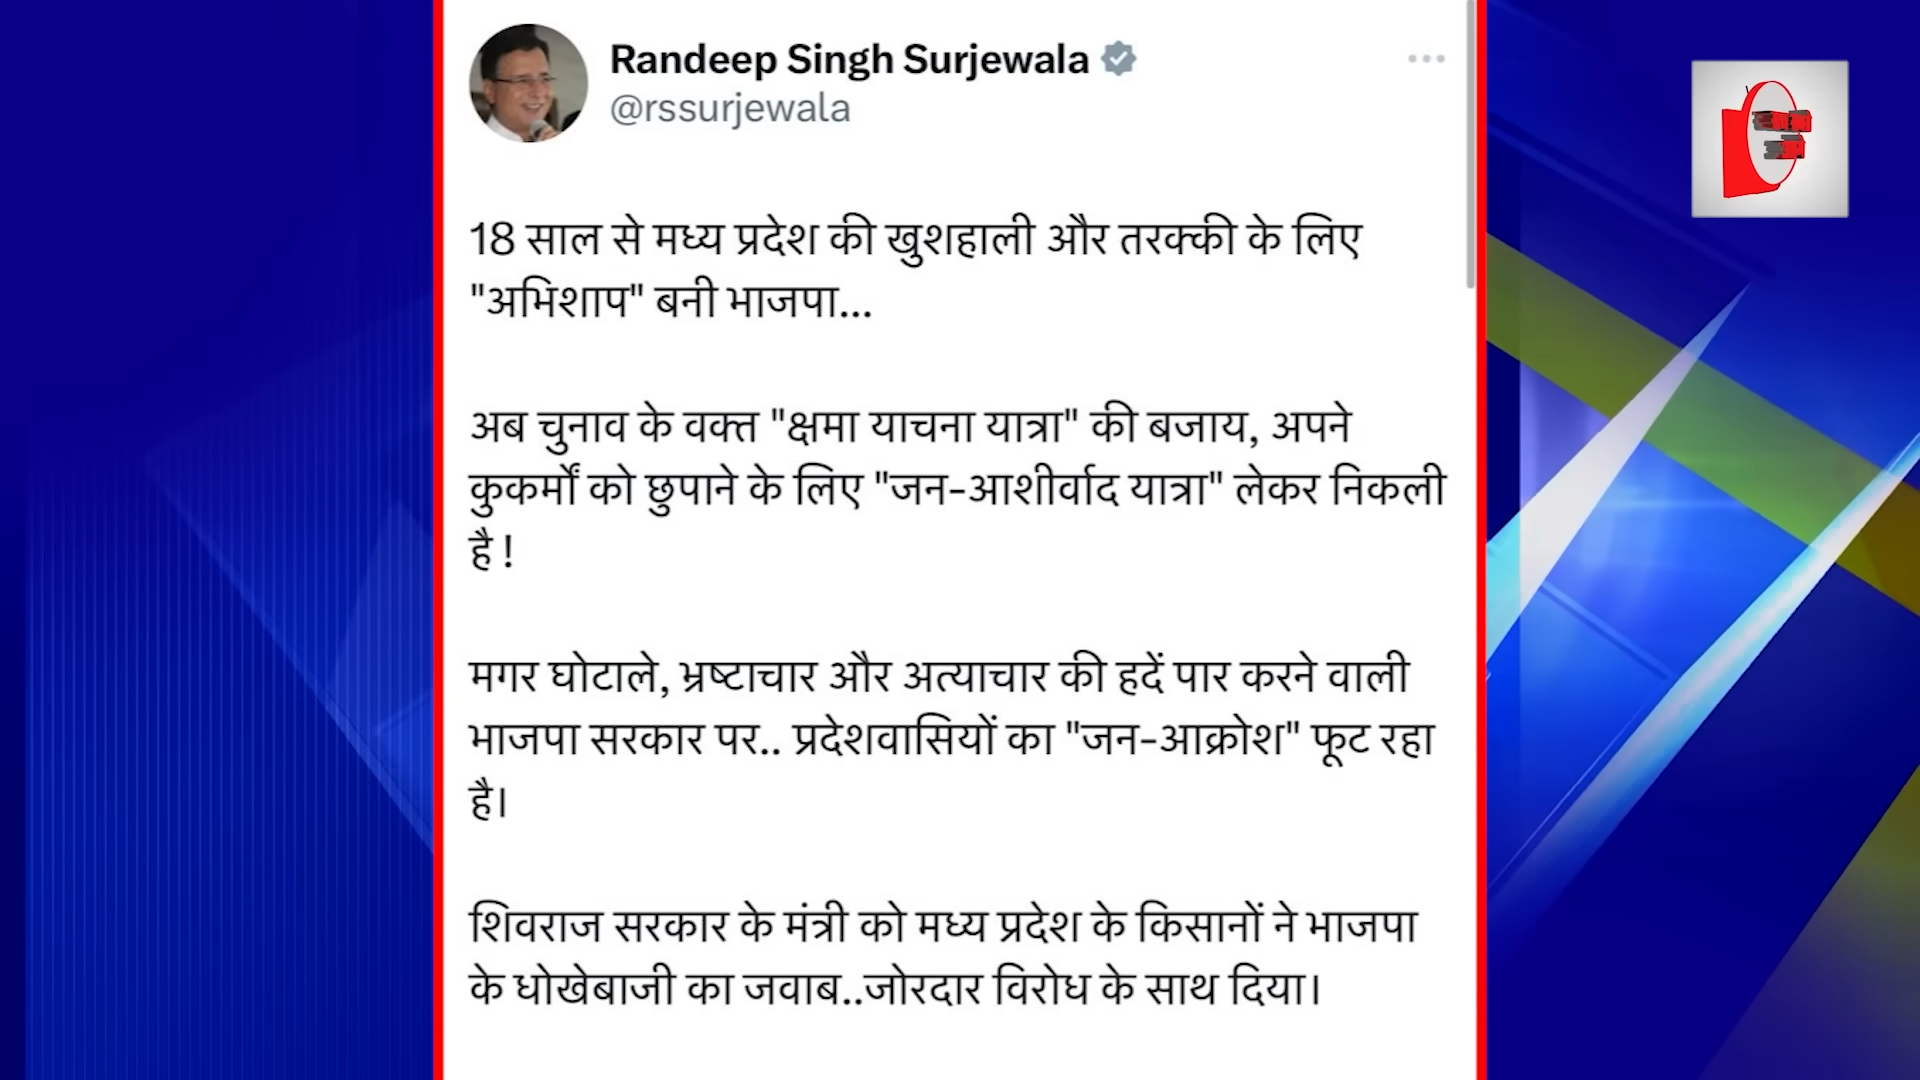 Randeep Singh Surjewala
@rssurjewala
18 साल से मध्य प्रदेश की खुशहाली और तरक्की के लिए
"अभिशाप" बनी भाजपा...
अब चुनाव के वक्त "क्षमा याचना यात्रा" की बजाय, अपने
कुकर्मों को छुपाने के लिए "जन-आशीर्वाद यात्रा" लेकर निकली
है !
मगर घोटाले, भ्रष्टाचार और अत्याचार की हदें पार करने वाली
भाजपा सरकार पर.. प्रदेशवासियों का "जन-आक्रोश" फूट रहा
है।
शिवराज सरकार के मंत्री को मध्य प्रदेश के किसानों ने भाजपा
के धोखेबाजी का जवाब..जोरदार विरोध के साथ दिया।